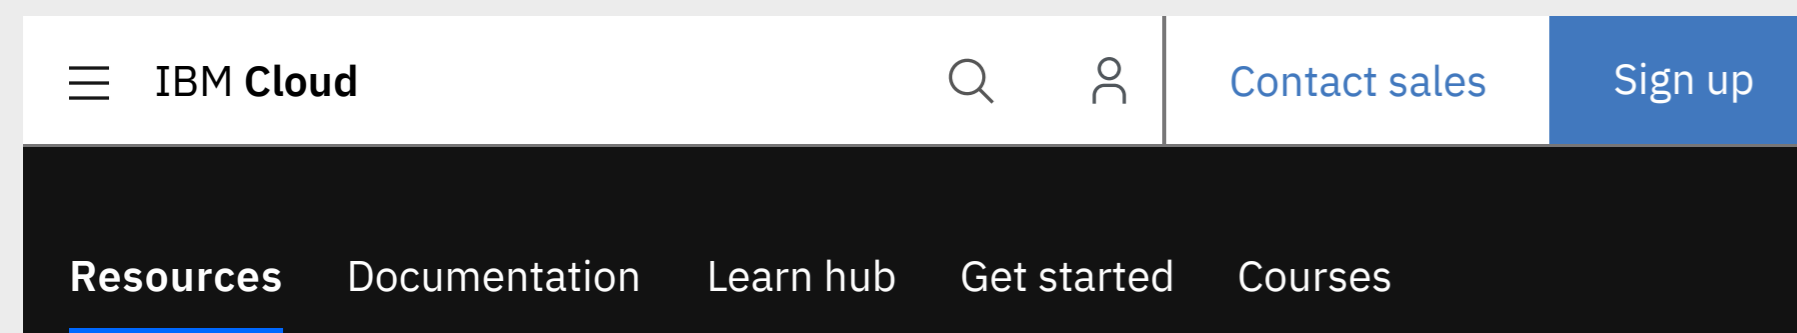 IBM Cloud Contact sales Sign up
Resources Documentation Learn hub Get started Courses